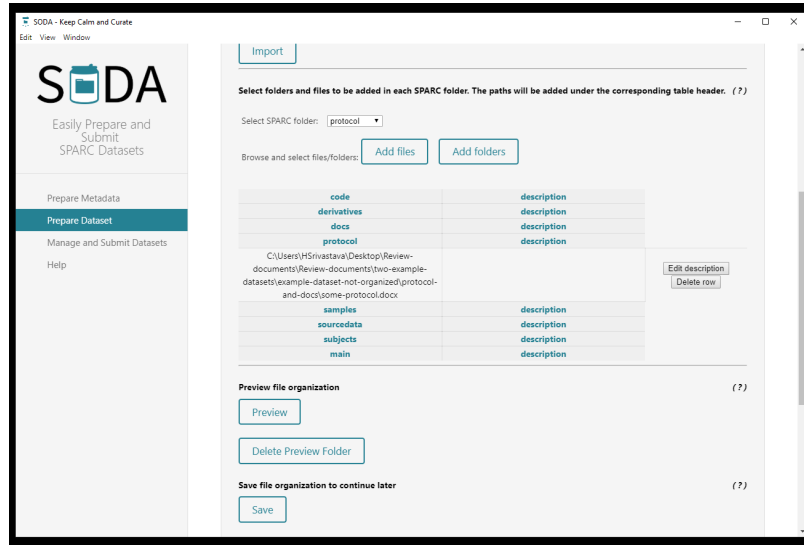 SODA - Keep Calm and Curate
Edit View Window
SODA
Easily Prepare and
Submit
SPARC Datasets
Prepare Metadata
Prepare Dataset
Manage and Submit Datasets
Help
Import
Select folders and files to be added in each SPARC folder. The paths will be added under the corresponding table header. (?)
Select SPARC folder: protocol
Browse and select files/folders: Add files Add folders
code description
derivatives description
docs description
protocol description
C:\Users\HSrivastava\Desktop\Review-
documents\Review-documents\two-example-
datasets\example-dataset-not-organized\protocol-
and-docs\some-protocol.docx
Edit description
Delete row
samples description
sourcedata description
subjects description
main description
Preview file organization (?)
Preview
Delete Preview Folder
Save file organization to continue later (?)
Save